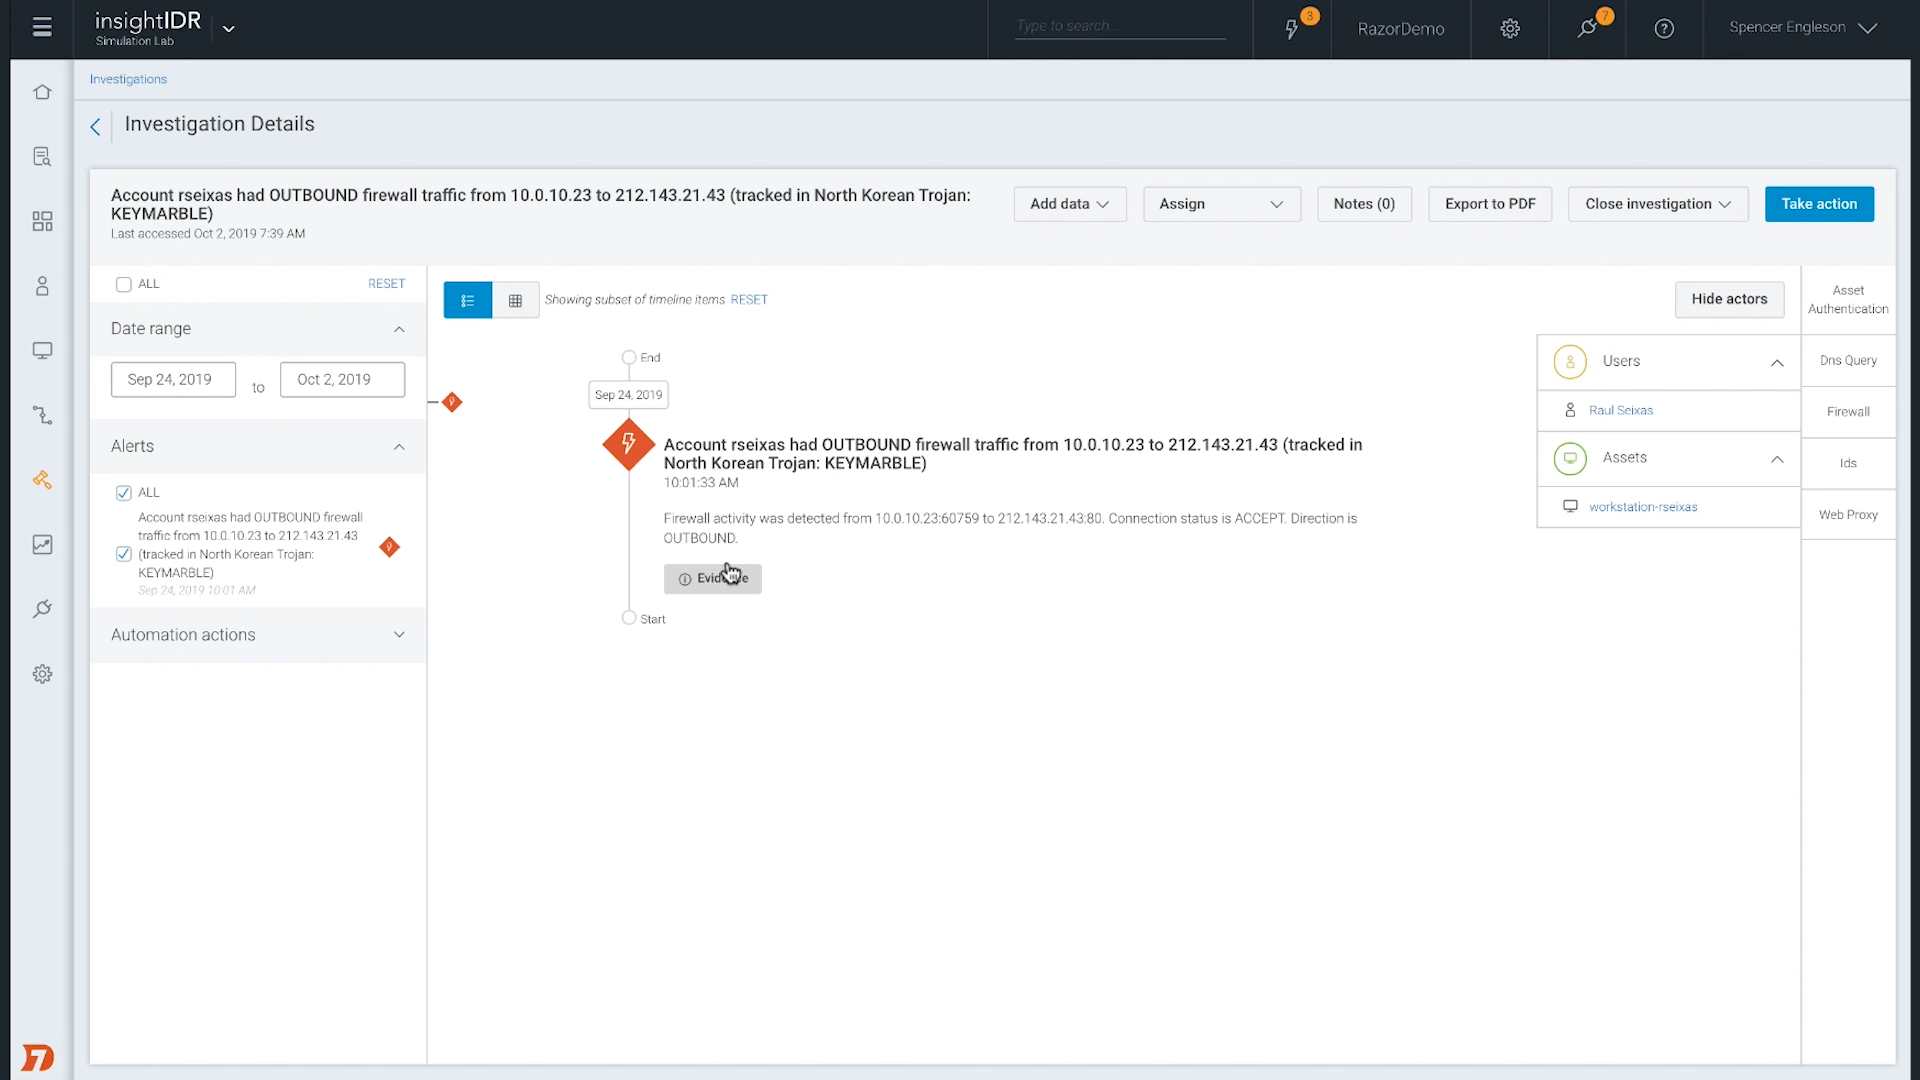 insightIDR
Simulation Lab
Type to search...
3
RazorDemo
7
Spencer Engleson
Investigations
Investigation Details
Account rseixas had OUTBOUND firewall traffic from 10.0.10.23 to 212.143.21.43 (tracked in North Korean Trojan:
KEYMARBLE)
Last accessed Oct 2, 2019 7:39 AM
Add data
Assign
Notes (0)
Export to PDF
Close investigation
Take action
ALL
RESET
Date range
Sep 24, 2019
to
Oct 2, 2019
Alerts
ALL
Account rseixas had OUTBOUND firewall
traffic from 10.0.10.23 to 212.143.21.43
(tracked in North Korean Trojan:
KEYMARBLE)
Sep 24, 2019 10:01 AM
Automation actions
Showing subset of timeline items RESET
Hide actors
End
Sep 24, 2019
Account rseixas had OUTBOUND firewall traffic from 10.0.10.23 to 212.143.21.43 (tracked in
North Korean Trojan: KEYMARBLE)
10:01:33 AM
Firewall activity was detected from 10.0.10.23:60759 to 212.143.21.43:80. Connection status is ACCEPT. Direction is
OUTBOUND.
Evidence
Start
Users
Raul Seixas
Assets
workstation-rseixas
Asset
Authentication
Dns Query
Firewall
Ids
Web Proxy